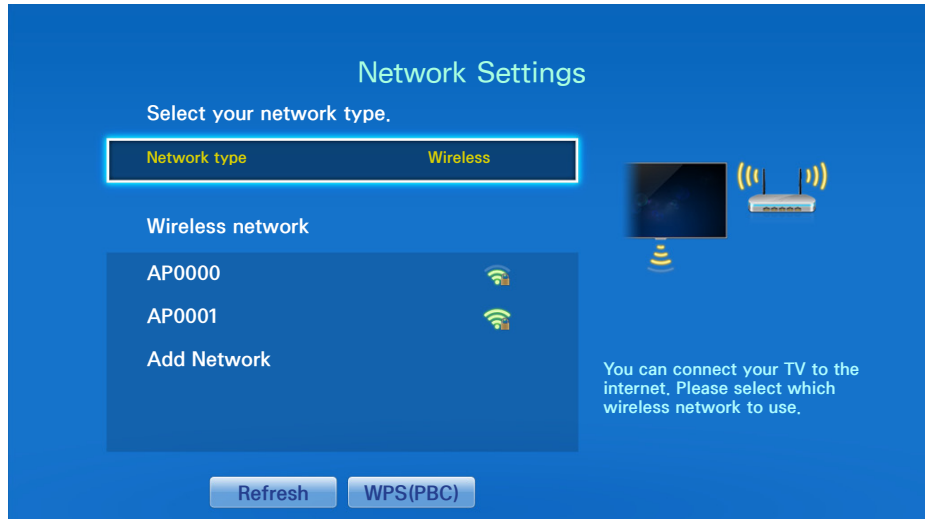 Network Settings
Select your network type.
Network type Wireless
Wireless network
AP0000
AP0001
Add Network
You can connect your TV to the
internet. Please select which
wireless network to use.
Refresh WPS(PBC)